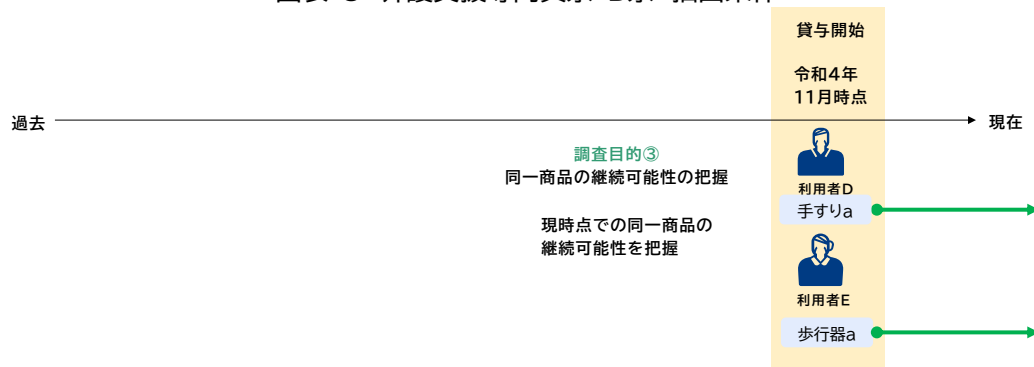 貸与開始
令和4年
11月時点
過去
現在
調査目的③
同一商品の継続可能性の把握
利用者D
手すりa
現時点での同一商品の
継続可能性を把握
利用者E
歩行器a